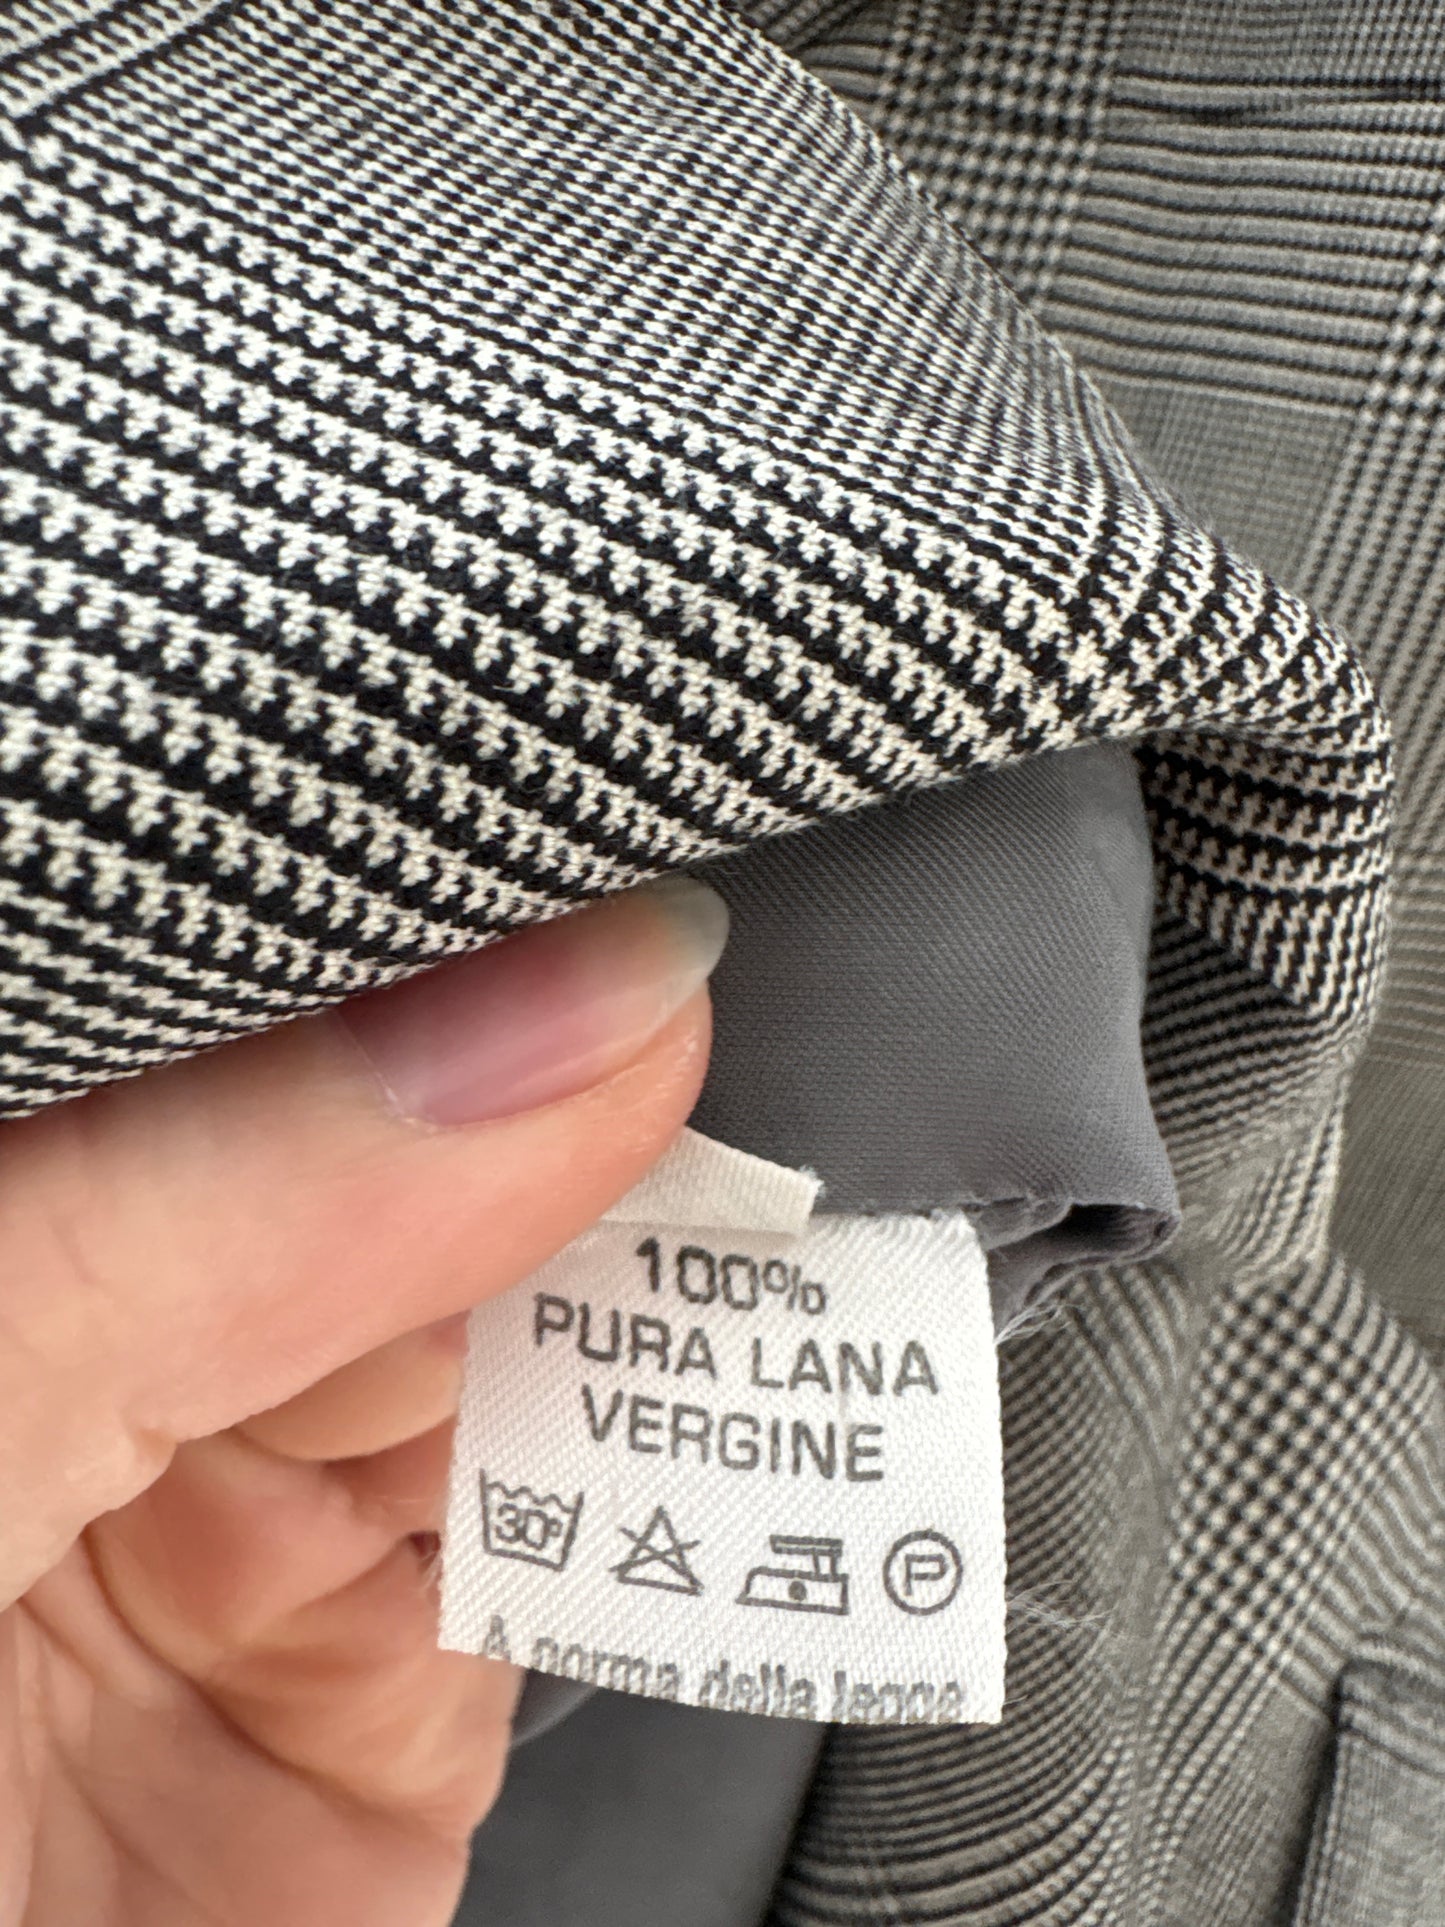 100%
PURA LANA
VERGINE
30°
P
A norma della legge